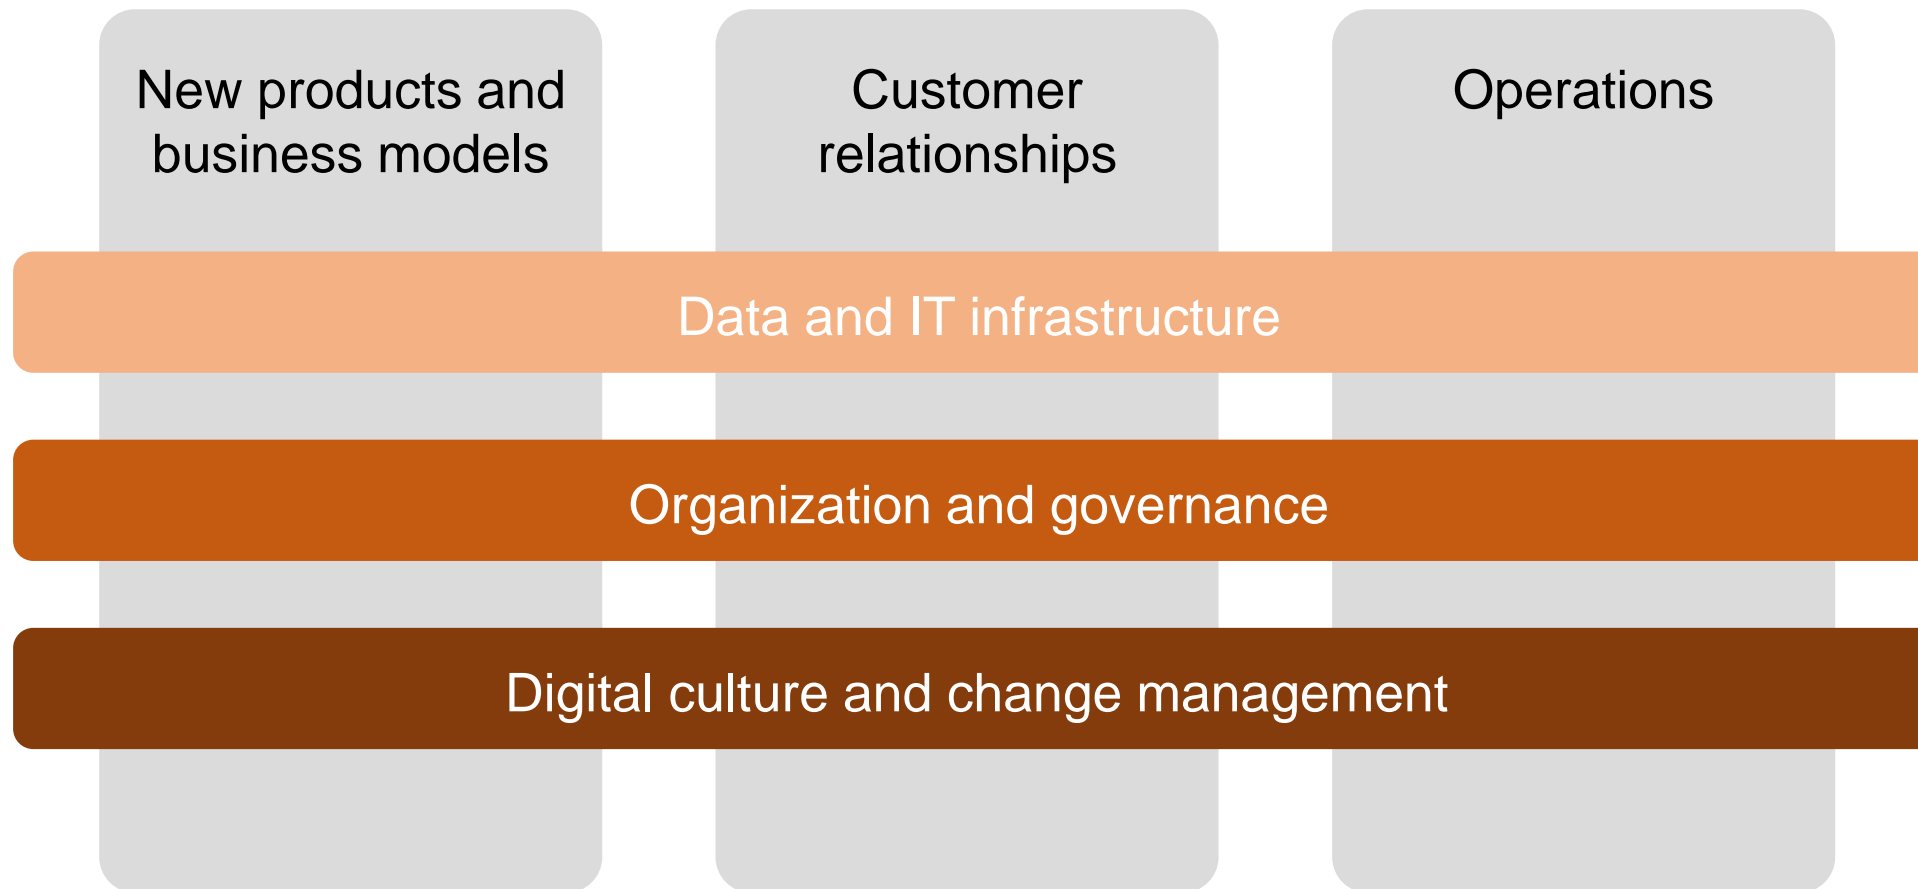 New products and
business models
Customer
relationships
Operations
Data and IT infrastructure
Organization and governance
Digital culture and change management